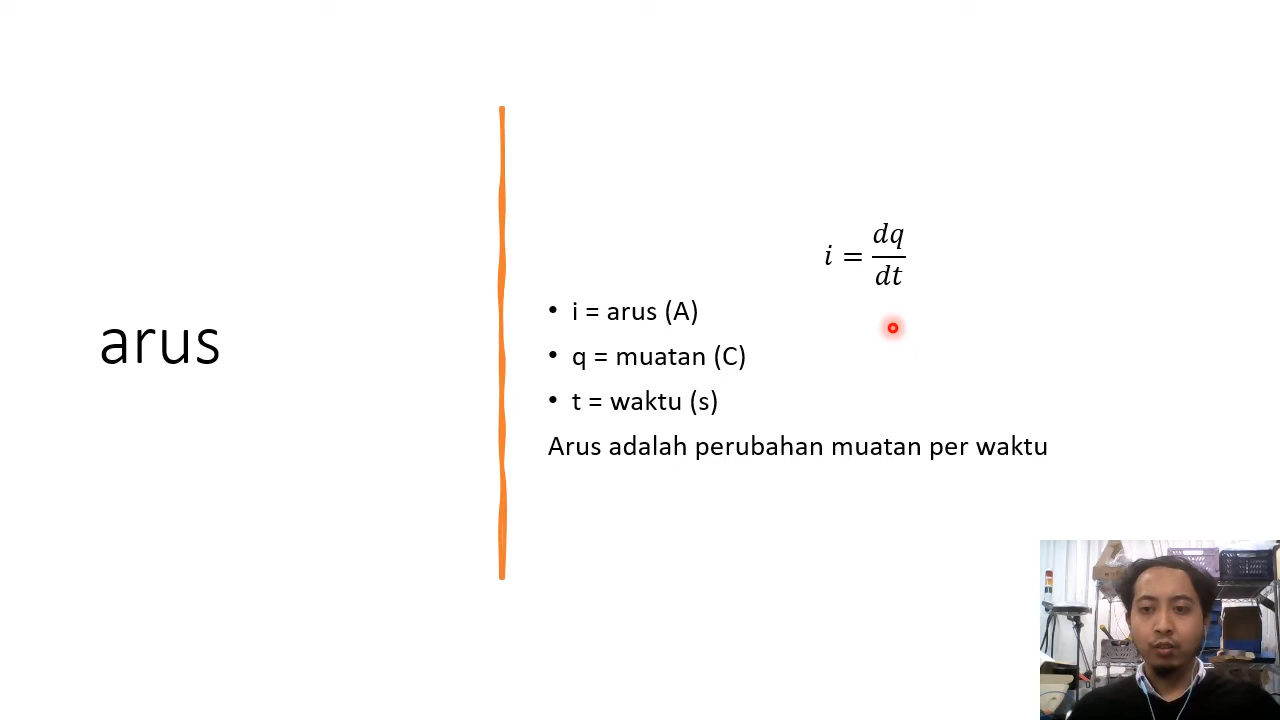 arus
i = dq/dt
• i = arus (A)
• q = muatan (C)
• t = waktu (s)
Arus adalah perubahan muatan per waktu